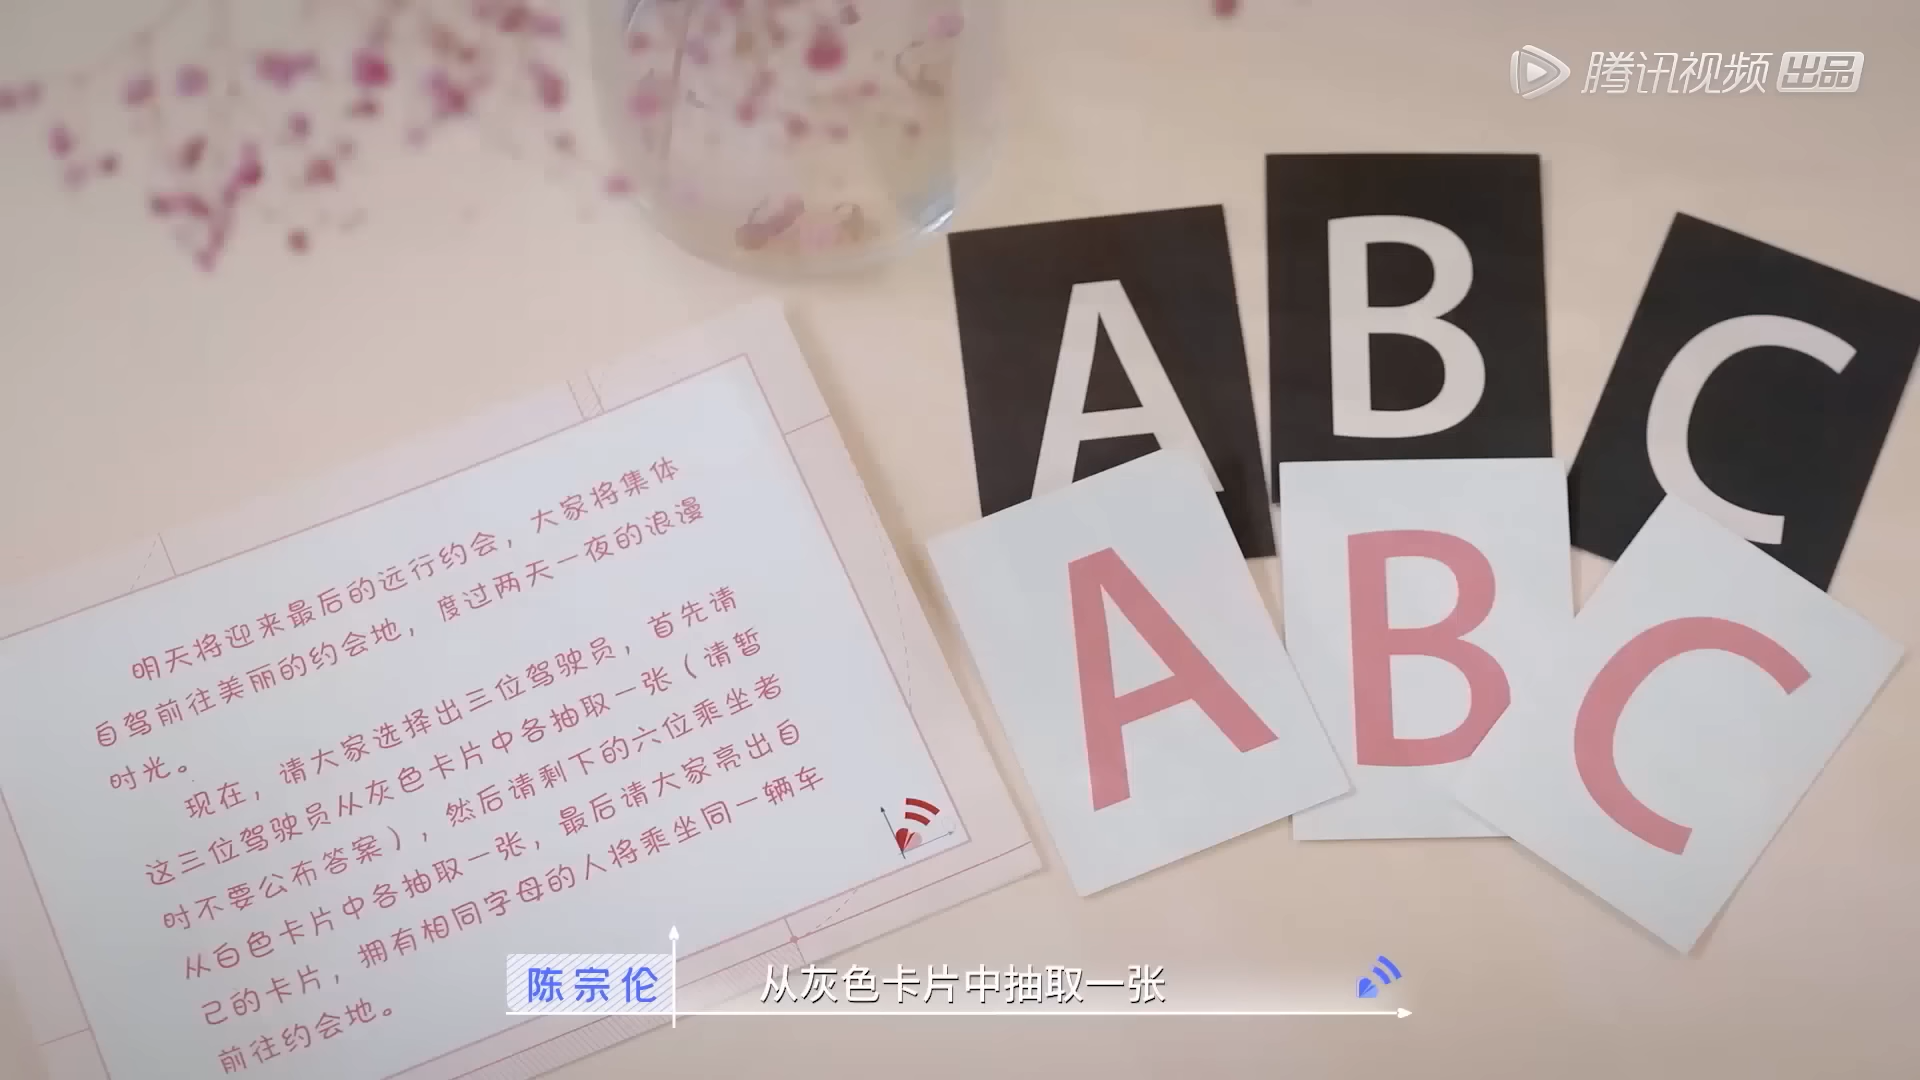 腾讯视频 出品
A
B
C
A
B
C
明天将迎来最后的远行约会，大家将集体
自驾前往美丽的约会地，度过两天一夜的浪漫
时光。
现在，请大家选择出三位驾驶员，首先请
这三位驾驶员从灰色卡片中各抽取一张（请暂
时不要公布答案），然后请剩下的六位乘坐者
从白色卡片中各抽取一张，最后请大家亮出自
己的卡片，拥有相同字母的人将乘坐同一辆车
前往约会地。
陈宗伦
从灰色卡片中抽取一张